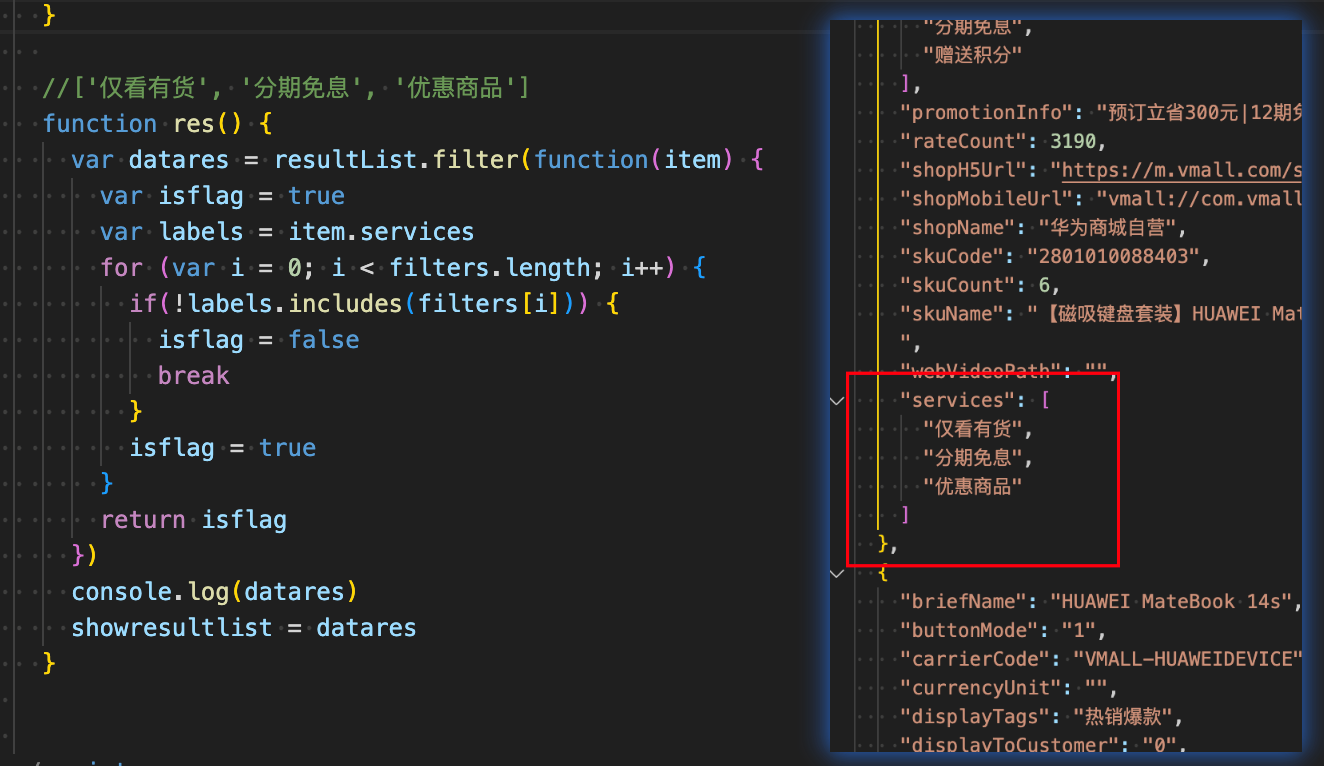 }
//['仅看有货', '分期免息', '优惠商品']
function res() {
var datares = resultList.filter(function(item) {
var isflag = true
var labels = item.services
for (var i = 0; i < filters.length; i++) {
if(!labels.includes(filters[i])) {
isflag = false
break
}
isflag = true
}
return isflag
})
console.log(datares)
showresultlist = datares
}
"分期免息",
"赠送积分"
],
"promotionInfo": "预订立省300元|12期免
"rateCount": 3190,
"shopH5Url": "https://m.vmall.com/s
"shopMobileUrl": "vmall://com.vmall
"shopName": "华为商城自营",
"skuCode": "2801010088403",
"skuCount": 6,
"skuName": "【磁吸键盘套装】HUAWEI Mat
",
"webVideoPath": "",
"services": [
"仅看有货",
"分期免息",
"优惠商品"
]
},
{
"briefName": "HUAWEI MateBook 14s",
"buttonMode": "1",
"carrierCode": "VMALL-HUAWEIDEVICE"
"currencyUnit": "",
"displayTags": "热销爆款",
"displayToCustomer": "0",